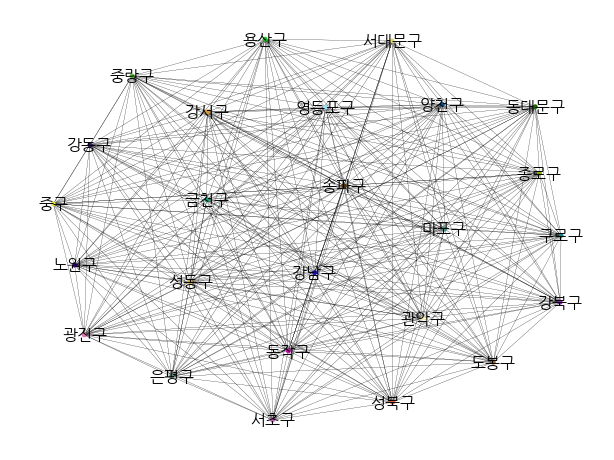 용산구
서대문구
중랑구
강서구
영등포구
양천구
동대문구
강동구
종로구
송파구
중구
금천구
마포구
구로구
노원구
성동구
강남구
강북구
관악구
광진구
동작구
도봉구
은평구
성북구
서초구